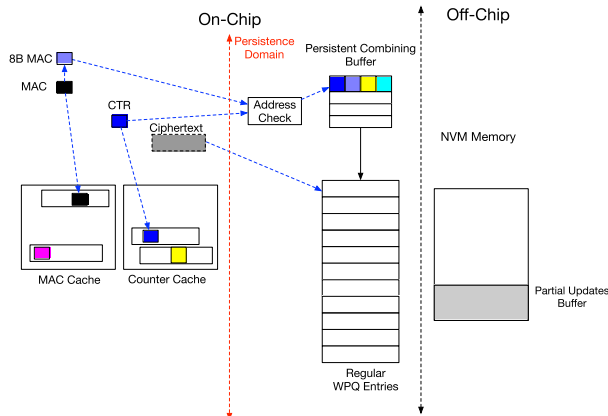 On-Chip
Off-Chip
Persistence
Domain
Persistent Combining
Buffer
8B MAC
MAC
CTR
Address
Check
Ciphertext
NVM Memory
MAC Cache
Counter Cache
Partial Updates
Buffer
Regular
WPQ Entries